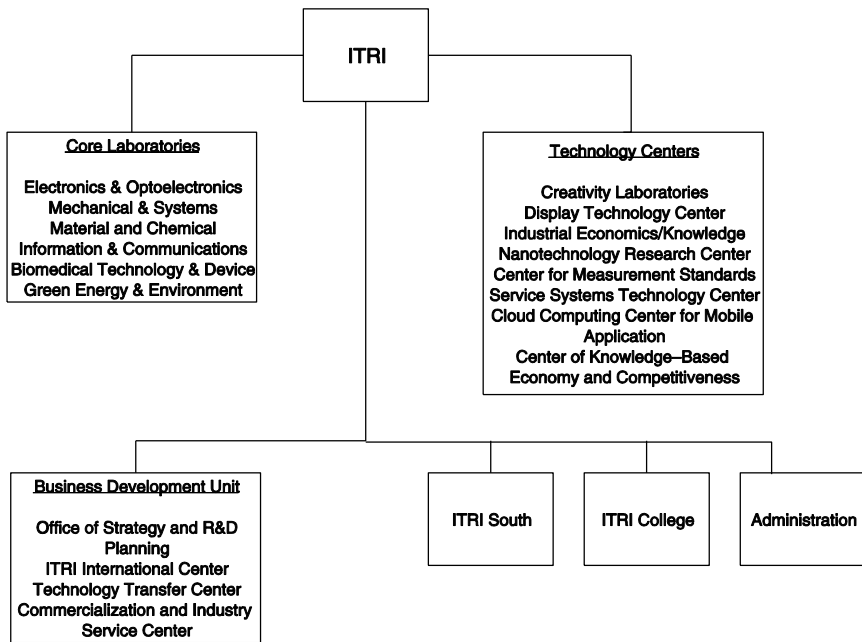 ITRI
Core Laboratories
Electronics & Optoelectronics
Mechanical & Systems
Material and Chemical
Information & Communications
Biomedical Technology & Device
Green Energy & Environment
Technology Centers
Creativity Laboratories
Display Technology Center
Industrial Economics/Knowledge
Nanotechnology Research Center
Center for Measurement Standards
Service Systems Technology Center
Cloud Computing Center for Mobile
Application
Center of Knowledge–Based
Economy and Competitiveness
Business Development Unit
Office of Strategy and R&D
Planning
ITRI International Center
Technology Transfer Center
Commercialization and Industry
Service Center
ITRI South
ITRI College
Administration